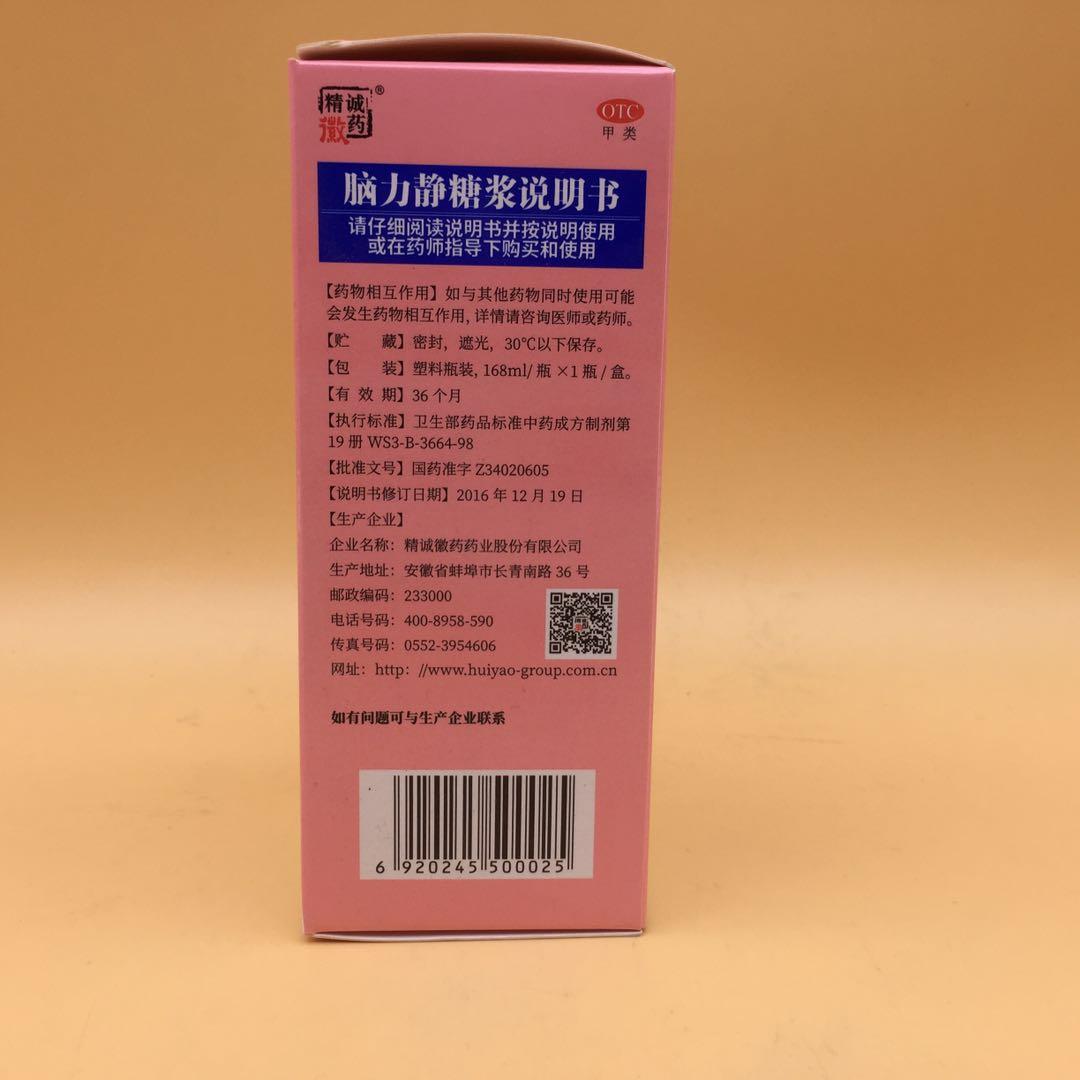 精诚
徽药
®
OTC
甲类
脑力静糖浆说明书
请仔细阅读说明书并按说明使用
或在药师指导下购买和使用
【药物相互作用】如与其他药物同时使用可能
会发生药物相互作用,详情请咨询医师或药师。
【贮 藏】密封，遮光，30℃以下保存。
【包 装】塑料瓶装, 168ml/瓶×1瓶/盒。
【有 效 期】36个月
【执行标准】卫生部药品标准中药成方制剂第
19册 WS3-B-3664-98
【批准文号】国药准字 Z34020605
【说明书修订日期】2016年12月19日
【生产企业】
企业名称：精诚徽药药业股份有限公司
生产地址：安徽省蚌埠市长青南路36号
邮政编码：233000
电话号码：400-8958-590
传真号码：0552-3954606
网址：http：//www.huiyao-group.com.cn
如有问题可与生产企业联系
6 920245 500025